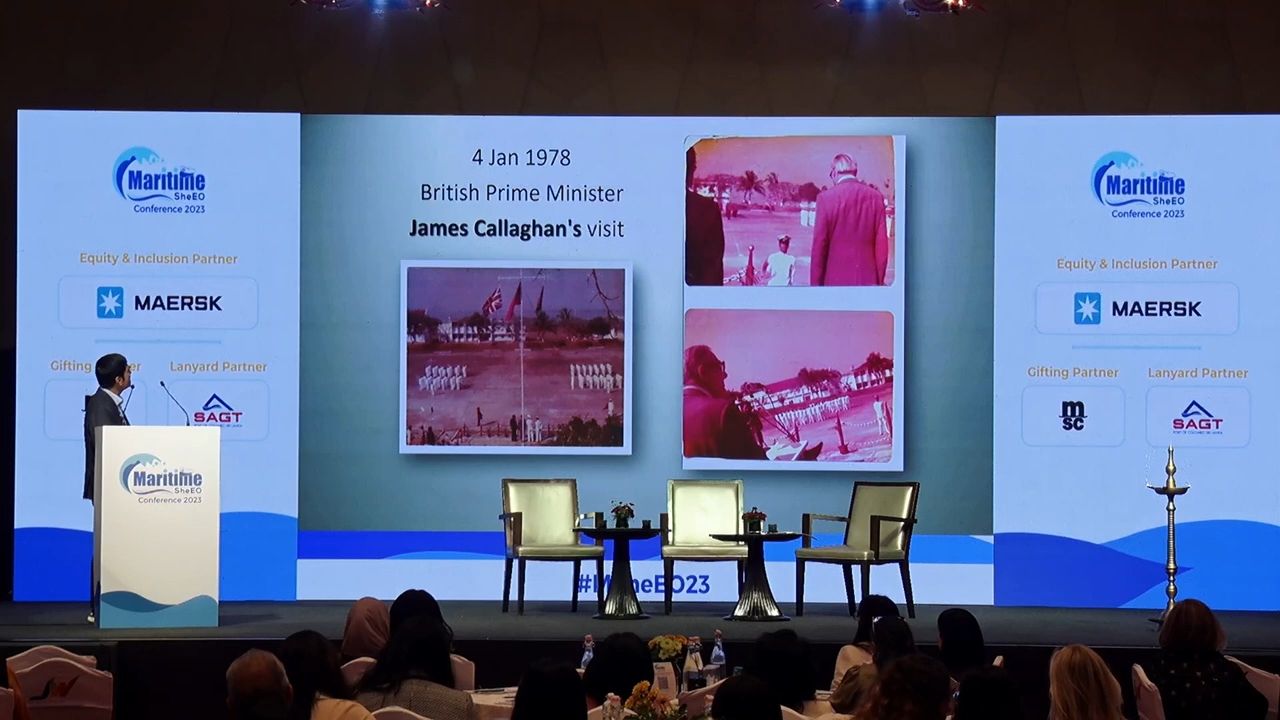 Maritime
SheEO
Conference 2023
Equity & Inclusion Partner
MAERSK
Gifting
Lanyard Partner
SAGT
4 Jan 1978
British Prime Minister
James Callaghan's visit
Maritime
SheEO
Conference 2023
Equity & Inclusion Partner
MAERSK
Gifting Partner
Lanyard Partner
msc
SAGT
Maritime
SheEO
Conference 2023